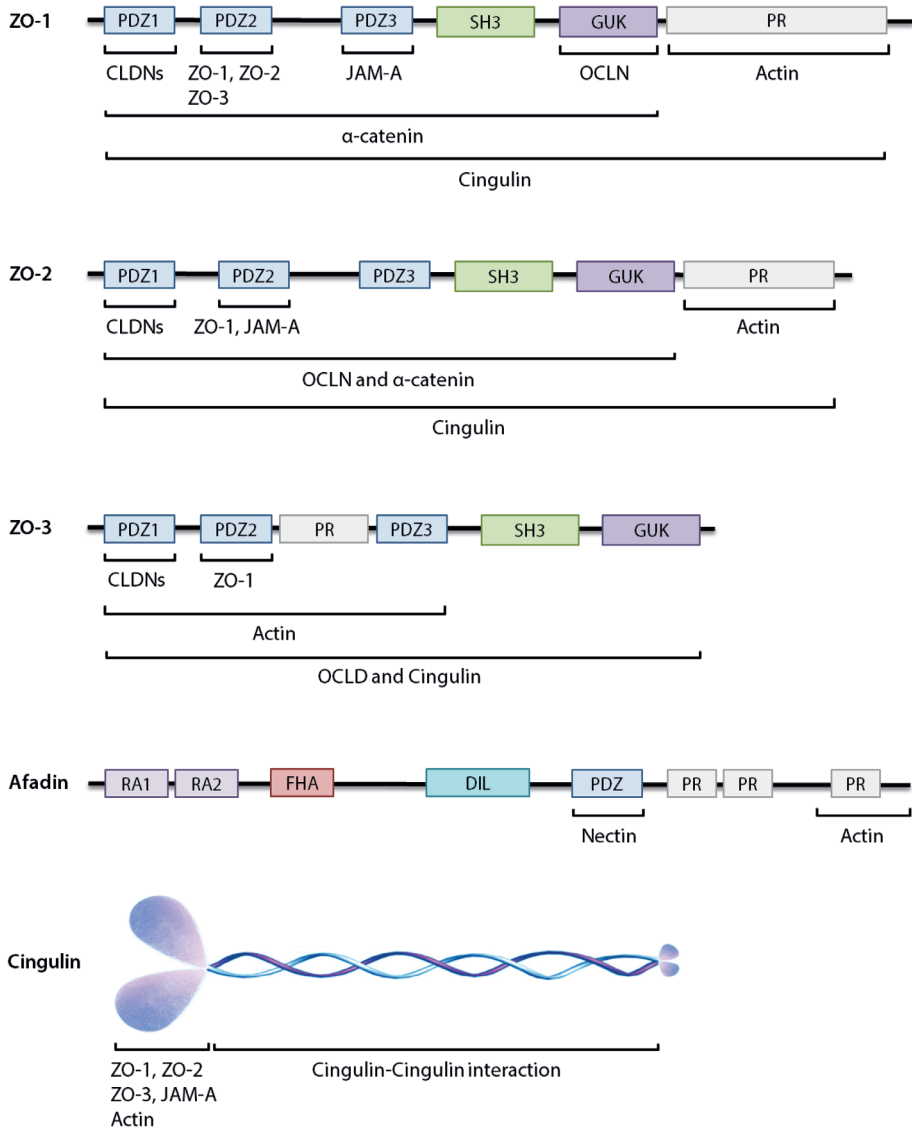 ZO-1 PDZ1 PDZ2 PDZ3 SH3 GUK PR
CLDNs ZO-1, ZO-2 JAM-A OCLN Actin
ZO-3
α-catenin
Cingulin
ZO-2 PDZ1 PDZ2 PDZ3 SH3 GUK PR
CLDNs ZO-1, JAM-A Actin
OCLN and α-catenin
Cingulin
ZO-3 PDZ1 PDZ2 PR PDZ3 SH3 GUK
CLDNs ZO-1
Actin
OCLD and Cingulin
Afadin RA1 RA2 FHA DIL PDZ PR PR PR
Nectin Actin
Cingulin
ZO-1, ZO-2 Cingulin-Cingulin interaction
ZO-3, JAM-A
Actin